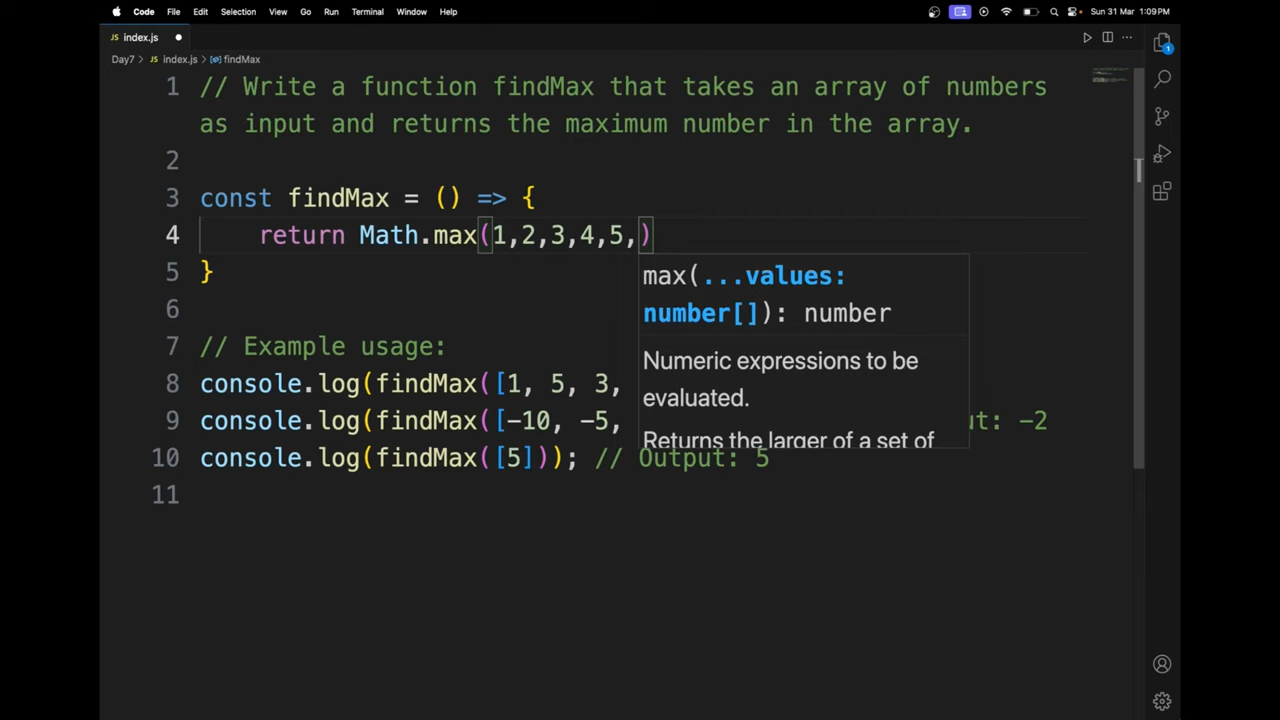 Code File Edit Selection View Go Run Terminal Window Help Sun 31 Mar 1:09 PM
JS index.js
Day7 > JS index.js > findMax
1 // Write a function findMax that takes an array of numbers
as input and returns the maximum number in the array.
2
3 const findMax = () => {
4 return Math.max(1,2,3,4,5,)
5 }
max(...values:
number[]): number
6
7 // Example usage:
Numeric expressions to be
evaluated.
8 console.log(findMax([1, 5, 3,
9 console.log(findMax([-10, -5, ut: -2
Returns the larger of a set of
10 console.log(findMax([5])); // Output: 5
11
1